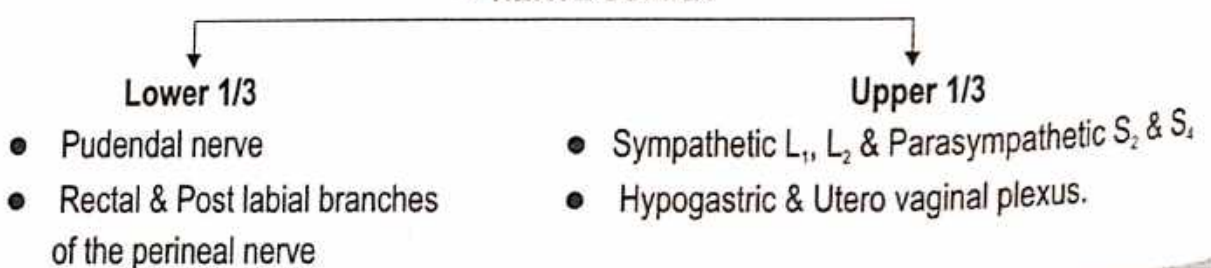 Lower 1/3
Upper 1/3
● Pudendal nerve
● Sympathetic L₁, L₂ & Parasympathetic S₂ & S₄
● Rectal & Post labial branches
of the perineal nerve
● Hypogastric & Utero vaginal plexus.